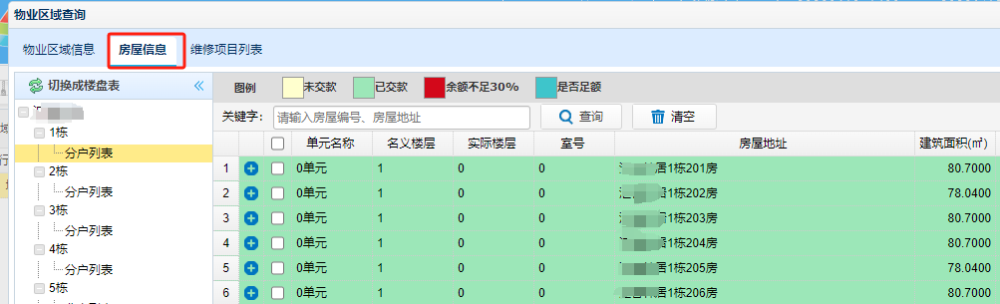 物业区域查询
物业区域信息 房屋信息 维修项目列表
切换成楼盘表
1栋
分户列表
2栋
分户列表
3栋
分户列表
4栋
分户列表
5栋
图例 未交款 已交款 余额不足30% 是否足额
关键字: 请输入房屋编号、房屋地址 查询 清空
单元名称 名义楼层 实际楼层 室号 房屋地址 建筑面积(㎡)
1 0单元 1 0 0 居1栋201房 80.7000
2 0单元 1 0 0 居1栋202房 78.0400
3 0单元 1 0 0 居1栋203房 80.7000
4 0单元 1 0 0 居1栋204房 80.7000
5 0单元 1 0 0 居1栋205房 78.0400
6 0单元 1 0 0 居1栋206房 80.7000